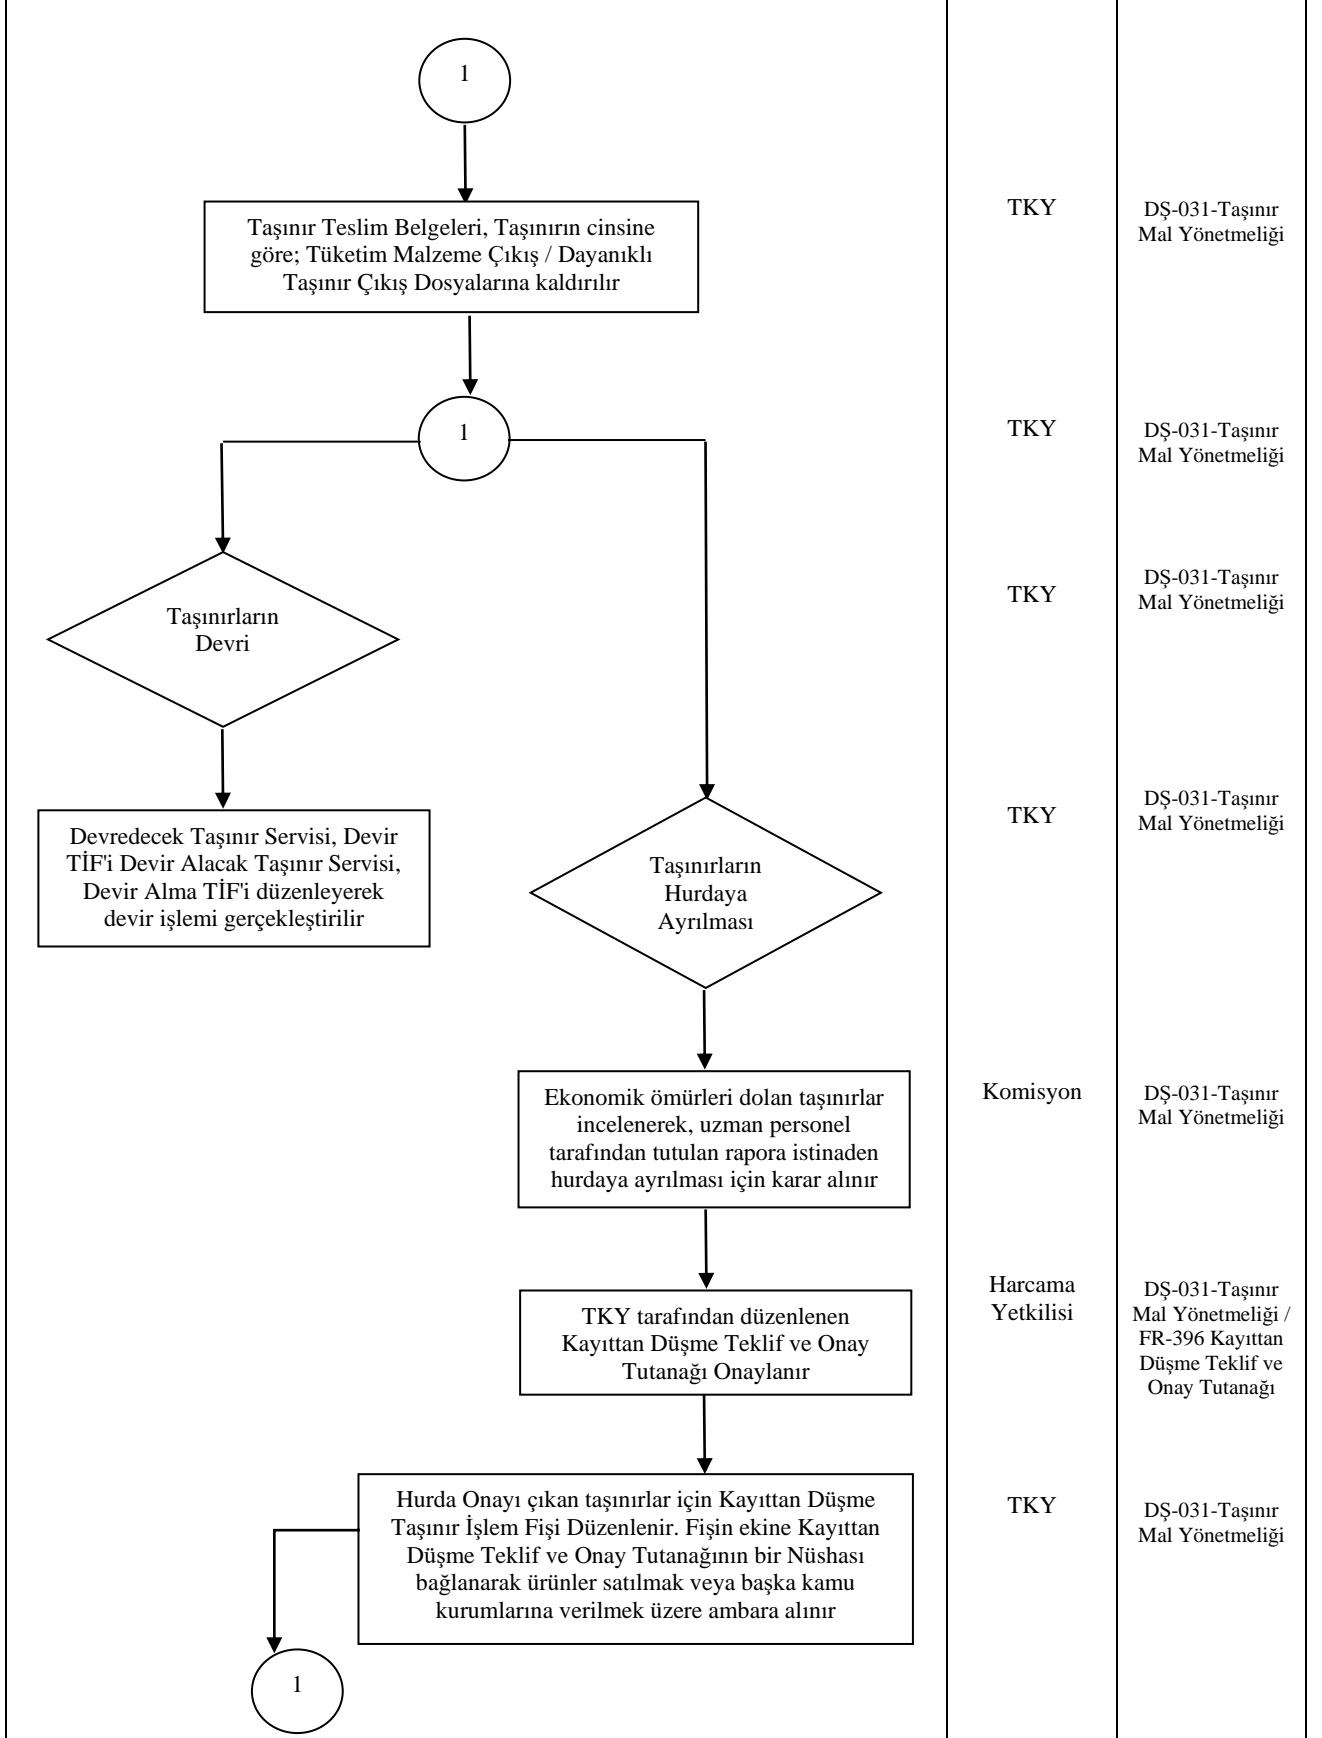 1
Taşınır Teslim Belgeleri, Taşınırın cinsine
göre; Tüketim Malzeme Çıkış / Dayanıklı
Taşınır Çıkış Dosyalarına kaldırılır
TKY
DŞ-031-Taşınır
Mal Yönetmeliği
1
TKY
DŞ-031-Taşınır
Mal Yönetmeliği
Taşınırların
Devri
TKY
DŞ-031-Taşınır
Mal Yönetmeliği
Devredecek Taşınır Servisi, Devir
TİF'i Devir Alacak Taşınır Servisi,
Devir Alma TİF'i düzenleyerek
devir işlemi gerçekleştirilir
Taşınırların
Hurdaya
Ayrılması
TKY
DŞ-031-Taşınır
Mal Yönetmeliği
Ekonomik ömürleri dolan taşınırlar
incelenerek, uzman personel
tarafından tutulan rapora istinaden
hurdaya ayrılması için karar alınır
Komisyon
DŞ-031-Taşınır
Mal Yönetmeliği
TKY tarafından düzenlenen
Kayıttan Düşme Teklif ve Onay
Tutanağı Onaylanır
Harcama
Yetkilisi
DŞ-031-Taşınır
Mal Yönetmeliği /
FR-396 Kayıttan
Düşme Teklif ve
Onay Tutanağı
Hurda Onayı çıkan taşınırlar için Kayıttan Düşme
Taşınır İşlem Fişi Düzenlenir. Fişin ekine Kayıttan
Düşme Teklif ve Onay Tutanağının bir Nüshası
bağlanarak ürünler satılmak veya başka kamu
kurumlarına verilmek üzere ambara alınır
TKY
DŞ-031-Taşınır
Mal Yönetmeliği
1